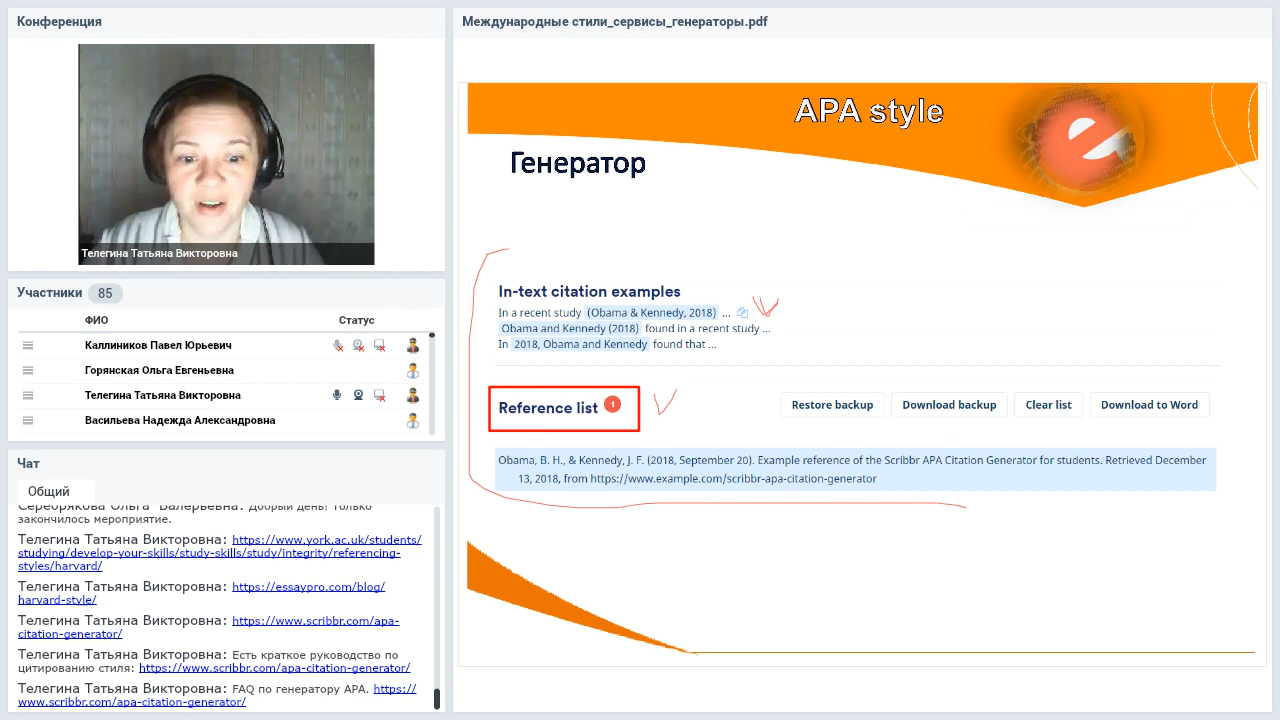 Конференция
Телегина Татьяна Викторовна
Участники 85
ФИО Статус
Каллиников Павел Юрьевич
Горянская Ольга Евгеньевна
Телегина Татьяна Викторовна
Васильева Надежда Александровна
Чат
Общий
Серебрякова Ольга Валерьевна: Добрый день! Только
закончилось мероприятие.
Телегина Татьяна Викторовна: https://www.york.ac.uk/students/
studying/develop-your-skills/study-skills/study/integrity/referencing-
styles/harvard/
Телегина Татьяна Викторовна: https://essaypro.com/blog/
harvard-style/
Телегина Татьяна Викторовна: https://www.scribbr.com/apa-
citation-generator/
Телегина Татьяна Викторовна: Есть краткое руководство по
цитированию стиля: https://www.scribbr.com/apa-citation-generator/
Телегина Татьяна Викторовна: FAQ по генератору APA. https://
www.scribbr.com/apa-citation-generator/
Международные стили_сервисы_генераторы.pdf
APA style
Генератор
In-text citation examples
In a recent study (Obama & Kennedy, 2018) ...
Obama and Kennedy (2018) found in a recent study ...
In 2018, Obama and Kennedy found that ...
Reference list 1
Restore backup Download backup Clear list Download to Word
Obama, B. H., & Kennedy, J. F. (2018, September 20). Example reference of the Scribbr APA Citation Generator for students. Retrieved December
13, 2018, from https://www.example.com/scribbr-apa-citation-generator